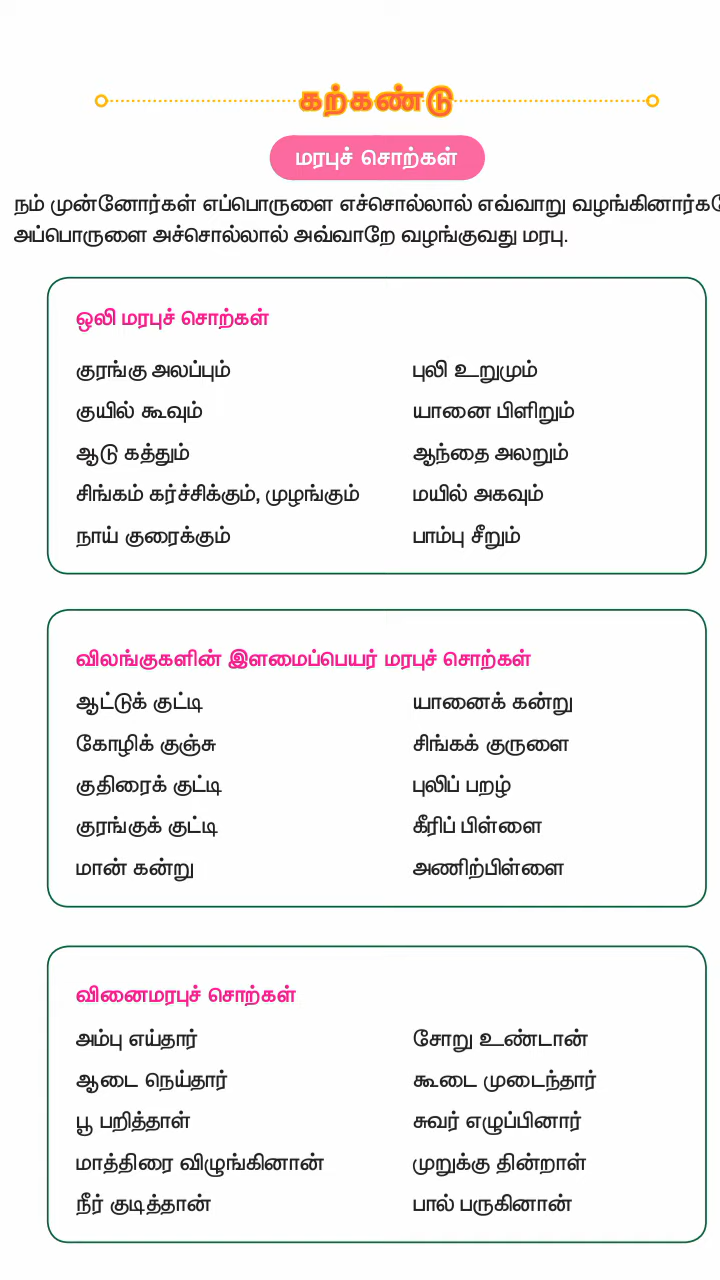 கற்கண்டு
மரபுச் சொற்கள்
நம் முன்னோர்கள் எப்பொருளை எச்சொல்லால் எவ்வாறு
அப்பொருளை அச்சொல்லால் அவ்வாறே வழங்குவது மரபு.
ஒலி மரபுச் சொற்கள்
குரங்கு அலப்பும் புலி உறுமும்
குயில் கூவும் யானை பிளிறும்
ஆடு கத்தும் ஆந்தை அலறும்
சிங்கம் கர்ச்சிக்கும், முழங்கும் மயில் அகவும்
நாய் குரைக்கும் பாம்பு சீறும்
விலங்குகளின் இளமைப்பெயர் மரபுச் சொற்கள்
ஆட்டுக் குட்டி யானைக் கன்று
கோழிக் குஞ்சு சிங்கக் குருளை
குதிரைக் குட்டி புலிப் பறழ்
குரங்குக் குட்டி கீரிப் பிள்ளை
மான் கன்று அணிற்பிள்ளை
வினைமரபுச் சொற்கள்
அம்பு எய்தார் சோறு உண்டான்
ஆடை நெய்தார் கூடை முடைந்தார்
பூ பறித்தாள் சுவர் எழுப்பினார்
மாத்திரை விழுங்கினான் முறுக்கு தின்றாள்
நீர் குடித்தான் பால் பருகினான்